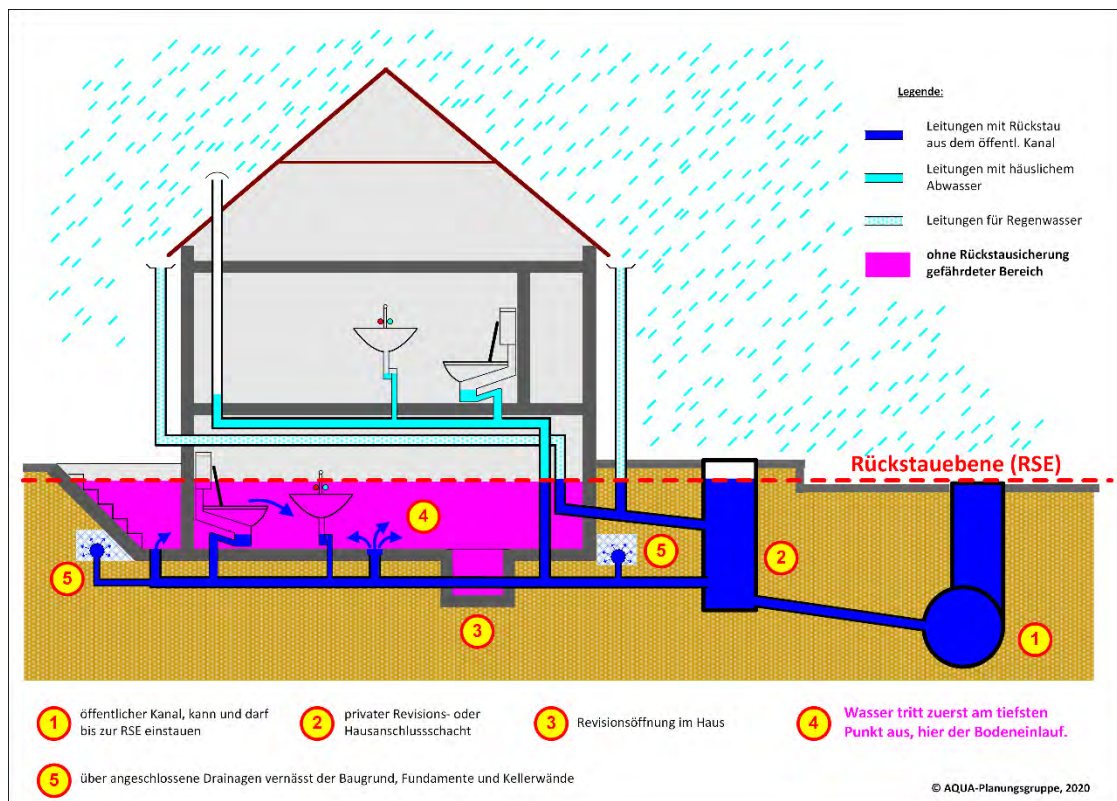 Legende:
Leitungen mit Rückstau
aus dem öffentl. Kanal
Leitungen mit häuslichem
Abwasser
Leitungen für Regenwasser
ohne Rückstausicherung
gefährdeter Bereich
Rückstauebene (RSE)
4
5
5
2
3
1
1 öffentlicher Kanal, kann und darf
bis zur RSE einstauen
2 privater Revisions- oder
Hausanschlussschacht
3 Revisionsöffnung im Haus
4 Wasser tritt zuerst am tiefsten
Punkt aus, hier der Bodeneinlauf.
5 über angeschlossene Drainagen vernässt der Baugrund, Fundamente und Kellerwände
© AQUA-Planungsgruppe, 2020